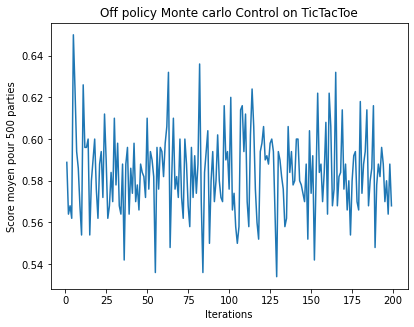 Off policy Monte carlo Control on TicTacToe
Score moyen pour 500 parties
0.64
0.62
0.60
0.58
0.56
0.54
0 25 50 75 100 125 150 175 200
Iterations